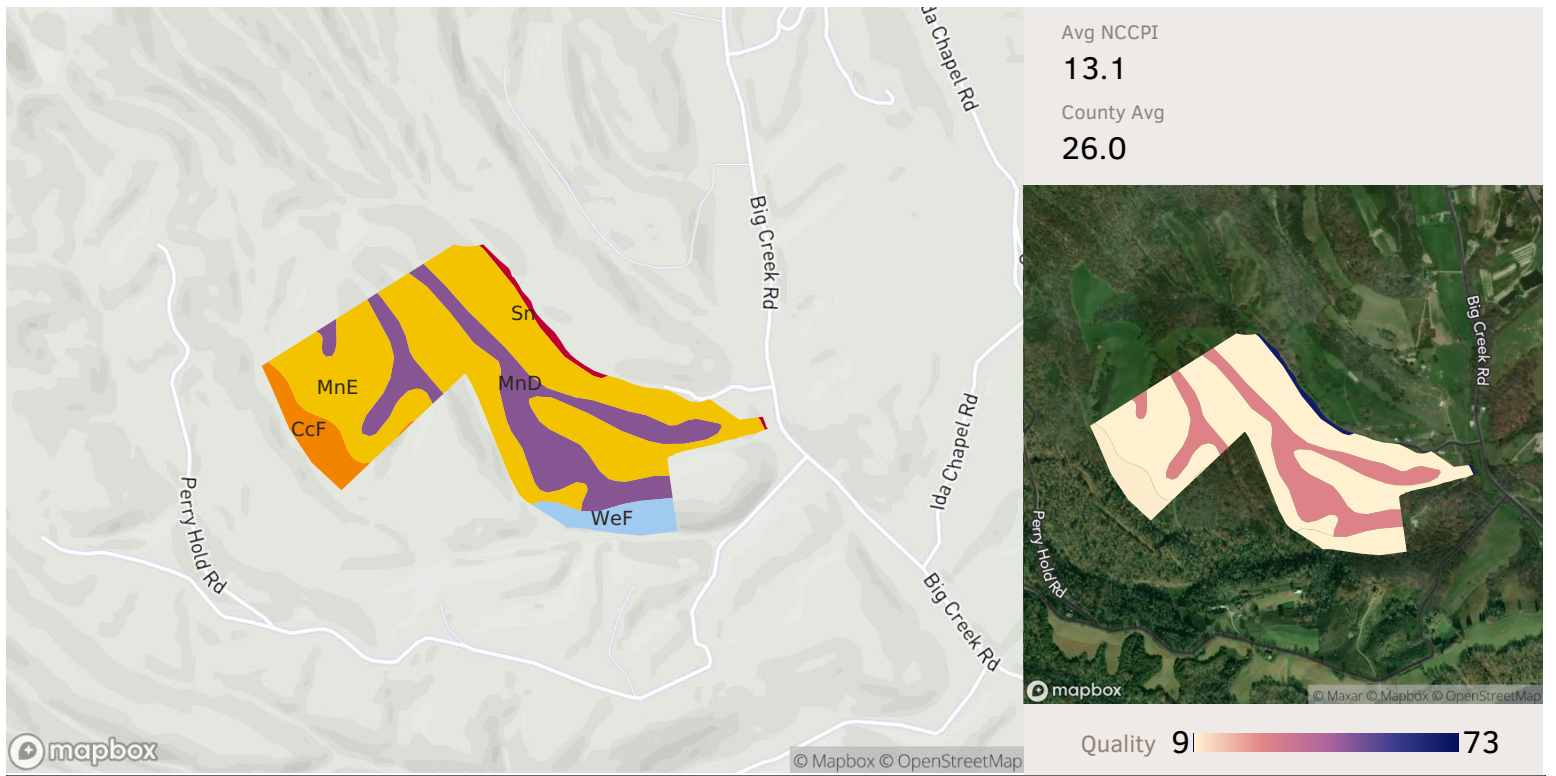 da Chapel Rd
Big Creek Rd
Sn
MnD
MnE
CcF
WeF
Ida Chapel Rd
Perry Hold Rd
Big Creek Rd
mapbox
© Mapbox © OpenStreetMap
Avg NCCPI
13.1
County Avg
26.0
Big Creek Rd
Perry Hold Rd
mapbox
© Maxar © Mapbox © OpenStreetMap
Quality 9 73